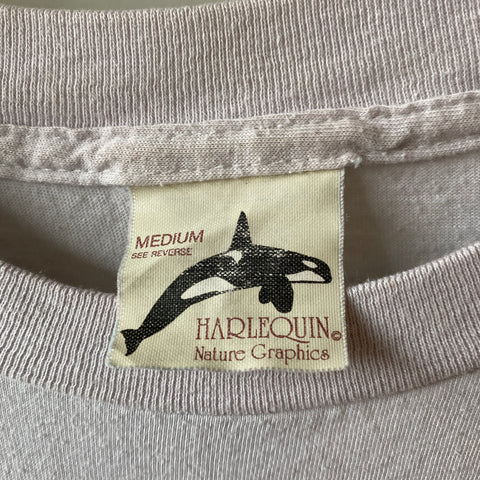 MEDIUM
SEE REVERSE
HARLEQUIN ©
Nature Graphics